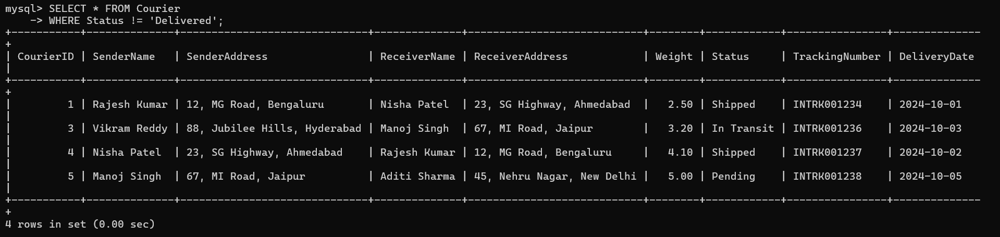 mysql> SELECT * FROM Courier
    -> WHERE Status != 'Delivered';
+-----------+--------------+------------------------------+--------------+----------------------------+--------+------------+----------------+--------------
+
| CourierID | SenderName   | SenderAddress                | ReceiverName | ReceiverAddress            | Weight | Status     | TrackingNumber | DeliveryDate
|
+-----------+--------------+------------------------------+--------------+----------------------------+--------+------------+----------------+--------------
+
|         1 | Rajesh Kumar | 12, MG Road, Bengaluru       | Nisha Patel  | 23, SG Highway, Ahmedabad  |   2.50 | Shipped    | INTRK001234    | 2024-10-01
|
|         3 | Vikram Reddy | 88, Jubilee Hills, Hyderabad | Manoj Singh  | 67, MI Road, Jaipur        |   3.20 | In Transit | INTRK001236    | 2024-10-03
|
|         4 | Nisha Patel  | 23, SG Highway, Ahmedabad    | Rajesh Kumar | 12, MG Road, Bengaluru     |   4.10 | Shipped    | INTRK001237    | 2024-10-02
|
|         5 | Manoj Singh  | 67, MI Road, Jaipur          | Aditi Sharma | 45, Nehru Nagar, New Delhi |   5.00 | Pending    | INTRK001238    | 2024-10-05
|
+-----------+--------------+------------------------------+--------------+----------------------------+--------+------------+----------------+--------------
+
4 rows in set (0.00 sec)